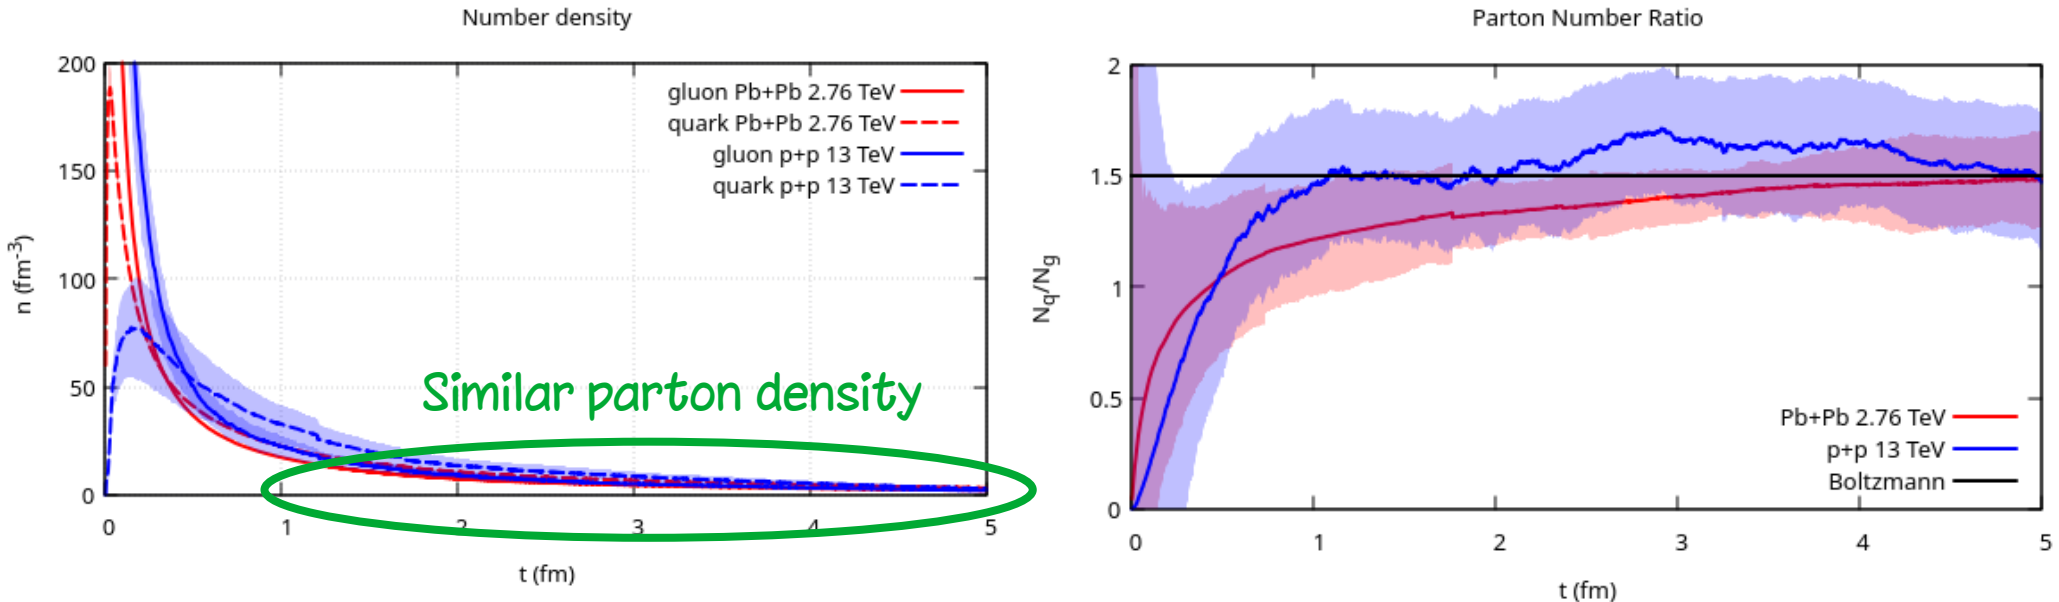 Number density
200
150
100
50
0
n (fm-3)
gluon Pb+Pb 2.76 TeV
quark Pb+Pb 2.76 TeV
gluon p+p 13 TeV
quark p+p 13 TeV
Similar parton density
0 1 2 3 4 5
t (fm)
Parton Number Ratio
2
1.5
1
0.5
0
Nq/Ng
Pb+Pb 2.76 TeV
p+p 13 TeV
Boltzmann
0 1 2 3 4 5
t (fm)